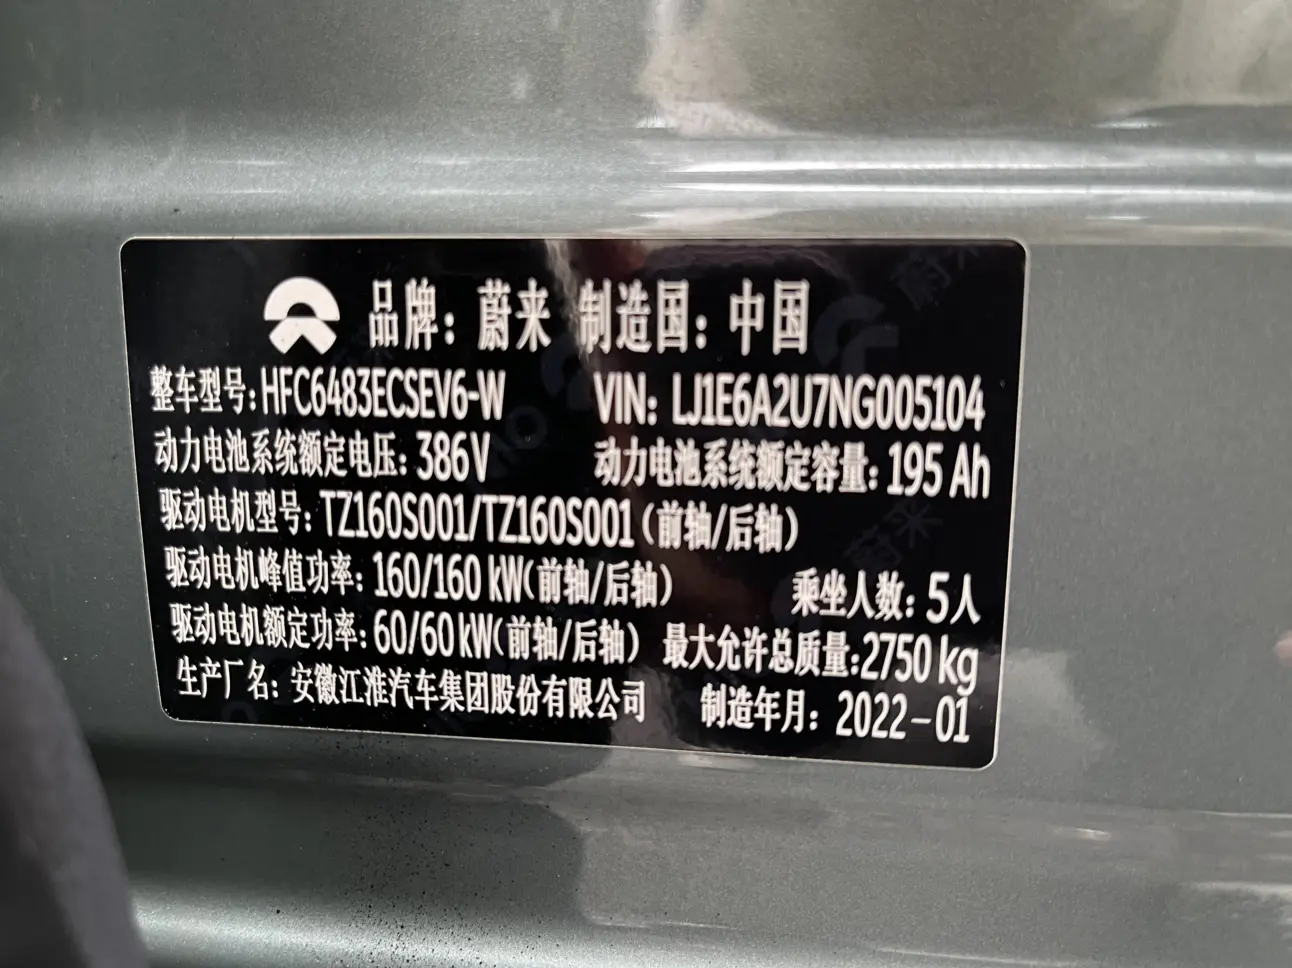 品牌：蔚来 制造国：中国
整车型号：HFC6483ECSEV6-W VIN：LJ1E6A2U7NG005104
动力电池系统额定电压：386V 动力电池系统额定容量：195 Ah
驱动电机型号：TZ160S001/TZ160S001（前轴/后轴）
驱动电机峰值功率：160/160 kW（前轴/后轴） 乘坐人数：5人
驱动电机额定功率：60/60kW（前轴/后轴） 最大允许总质量：2750 kg
生产厂名：安徽江淮汽车集团股份有限公司 制造年月：2022-01